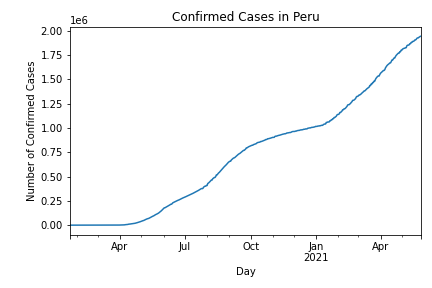 Confirmed Cases in Peru
1e6
2.00
1.75
1.50
1.25
1.00
0.75
0.50
0.25
0.00
Number of Confirmed Cases
Apr Jul Oct Jan Apr
2021
Day